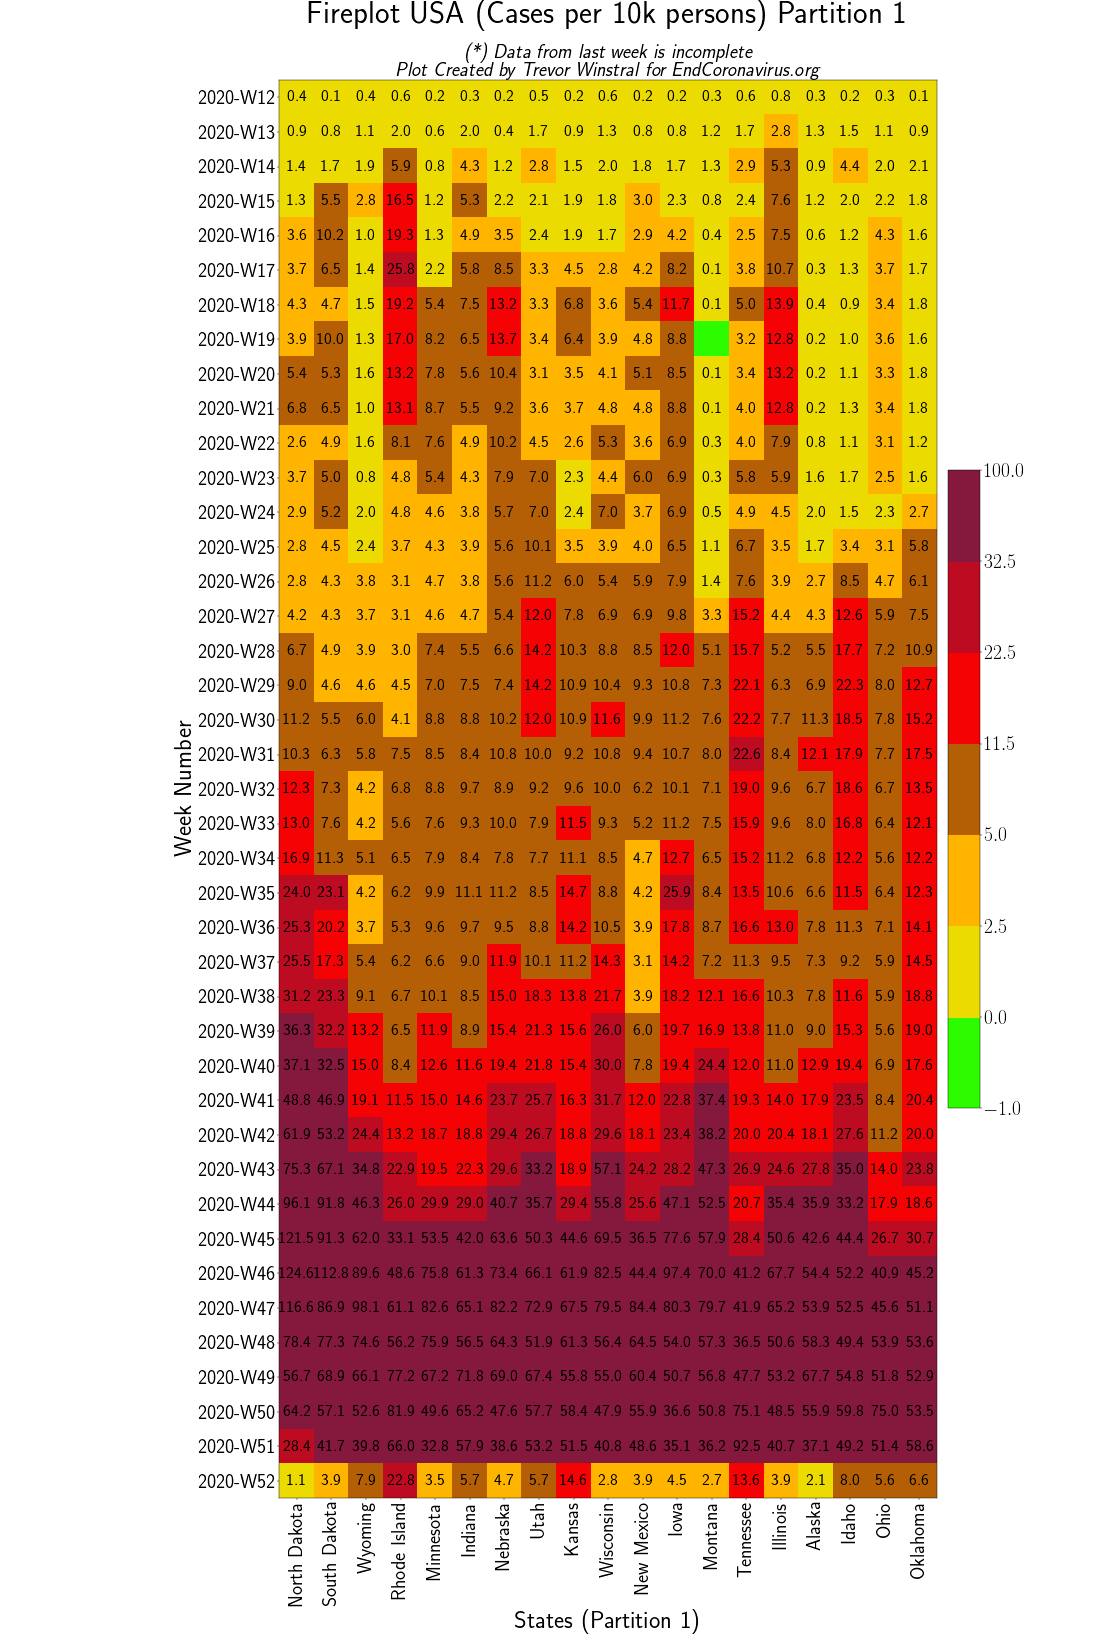 Fireplot USA (Cases per 10k persons) Partition 1
(*) Data from last week is incomplete
Plot Created by Trevor Winstral for EndCoronavirus.org
2020-W12 0.4 0.1 0.4 0.6 0.2 0.3 0.2 0.5 0.2 0.6 0.2 0.2 0.3 0.6 0.8 0.3 0.2 0.3 0.1
2020-W13 0.9 0.8 1.1 2.0 0.6 2.0 0.4 1.7 0.9 1.3 0.8 0.8 1.2 1.7 2.8 1.3 1.5 1.1 0.9
2020-W14 1.4 1.7 1.9 5.9 0.8 4.3 1.2 2.8 1.5 2.0 1.8 1.7 1.3 2.9 5.3 0.9 4.4 2.0 2.1
2020-W15 1.3 5.5 2.8 16.5 1.2 5.3 2.2 2.1 1.9 1.8 3.0 2.3 0.8 2.4 7.6 1.2 2.0 2.2 1.8
2020-W16 3.6 10.2 1.0 19.3 1.3 4.9 3.5 2.4 1.9 1.7 2.9 4.2 0.4 2.5 7.5 0.6 1.2 4.3 1.6
2020-W17 3.7 6.5 1.4 25.8 2.2 5.8 8.5 3.3 4.5 2.8 4.2 8.2 0.1 3.8 10.7 0.3 1.3 3.7 1.7
2020-W18 4.3 4.7 1.5 19.2 5.4 7.5 13.2 3.3 6.8 3.6 5.4 11.7 0.1 5.0 13.9 0.4 0.9 3.4 1.8
2020-W19 3.9 10.0 1.3 17.0 8.2 6.5 13.7 3.4 6.4 3.9 4.8 8.8 3.2 12.8 0.2 1.0 3.6 1.6
2020-W20 5.4 5.3 1.6 13.2 7.8 5.6 10.4 3.1 3.5 4.1 5.1 8.5 0.1 3.4 13.2 0.2 1.1 3.3 1.8
2020-W21 6.8 6.5 1.0 13.1 8.7 5.5 9.2 3.6 3.7 4.8 4.8 8.8 0.1 4.0 12.8 0.2 1.3 3.4 1.8
2020-W22 2.6 4.9 1.6 8.1 7.6 4.9 10.2 4.5 2.6 5.3 3.6 6.9 0.3 4.0 7.9 0.8 1.1 3.1 1.2
2020-W23 3.7 5.0 0.8 4.8 5.4 4.3 7.9 7.0 2.3 4.4 6.0 6.9 0.3 5.8 5.9 1.6 1.7 2.5 1.6
2020-W24 2.9 5.2 2.0 4.8 4.6 3.8 5.7 7.0 2.4 7.0 3.7 6.9 0.5 4.9 4.5 2.0 1.5 2.3 2.7
2020-W25 2.8 4.5 2.4 3.7 4.3 3.9 5.6 10.1 3.5 3.9 4.0 6.5 1.1 6.7 3.5 1.7 3.4 3.1 5.8
2020-W26 2.8 4.3 3.8 3.1 4.7 3.8 5.6 11.2 6.0 5.4 5.9 7.9 1.4 7.6 3.9 2.7 8.5 4.7 6.1
2020-W27 4.2 4.3 3.7 3.1 4.6 4.7 5.4 12.0 7.8 6.9 6.9 9.8 3.3 15.2 4.4 4.3 12.6 5.9 7.5
2020-W28 6.7 4.9 3.9 3.0 7.4 5.5 6.6 14.2 10.3 8.8 8.5 12.0 5.1 15.7 5.2 5.5 17.7 7.2 10.9
2020-W29 9.0 4.6 4.6 4.5 7.0 7.5 7.4 14.2 10.9 10.4 9.3 10.8 7.3 22.1 6.3 6.9 22.3 8.0 12.7
2020-W30 11.2 5.5 6.0 4.1 8.8 8.8 10.2 12.0 10.9 11.6 9.9 11.2 7.6 22.2 7.7 11.3 18.5 7.8 15.2
2020-W31 10.3 6.3 5.8 7.5 8.5 8.4 10.8 10.0 9.2 10.8 9.4 10.7 8.0 22.6 8.4 12.1 17.9 7.7 17.5
2020-W32 12.3 7.3 4.2 6.8 8.8 9.7 8.9 9.2 9.6 10.0 6.2 10.1 7.1 19.0 9.6 6.7 18.6 6.7 13.5
2020-W33 13.0 7.6 4.2 5.6 7.6 9.3 10.0 7.9 11.5 9.3 5.2 11.2 7.5 15.9 9.6 8.0 16.8 6.4 12.1
2020-W34 16.9 11.3 5.1 6.5 7.9 8.4 7.8 7.7 11.1 8.5 4.7 12.7 6.5 15.2 11.2 6.8 12.2 5.6 12.2
2020-W35 24.0 23.1 4.2 6.2 9.9 11.1 11.2 8.5 14.7 8.8 4.2 25.9 8.4 13.5 10.6 6.6 11.5 6.4 12.3
2020-W36 25.3 20.2 3.7 5.3 9.6 9.7 9.5 8.8 14.2 10.5 3.9 17.8 8.7 16.6 13.0 7.8 11.3 7.1 14.1
2020-W37 25.5 17.3 5.4 6.2 6.6 9.0 11.9 10.1 11.2 14.3 3.1 14.2 7.2 11.3 9.5 7.3 9.2 5.9 14.5
2020-W38 31.2 23.3 9.1 6.7 10.1 8.5 15.0 18.3 13.8 21.7 3.9 18.2 12.1 16.6 10.3 7.8 11.6 5.9 18.8
2020-W39 36.3 32.2 13.2 6.5 11.9 8.9 15.4 21.3 15.6 26.0 6.0 19.7 16.9 13.8 11.0 9.0 15.3 5.6 19.0
2020-W40 37.1 32.5 15.0 8.4 12.6 11.6 19.4 21.8 15.4 30.0 7.8 19.4 24.4 12.0 11.0 12.9 19.4 6.9 17.6
2020-W41 48.8 46.9 19.1 11.5 15.0 14.6 23.7 25.7 16.3 31.7 12.0 22.8 37.4 19.3 14.0 17.9 23.5 8.4 20.4
2020-W42 61.9 53.2 24.4 13.2 18.7 18.8 29.4 26.7 18.8 29.6 18.1 23.4 38.2 20.0 20.4 18.1 27.6 11.2 20.0
2020-W43 75.3 67.1 34.8 22.9 19.5 22.3 29.6 33.2 18.9 57.1 24.2 28.2 47.3 26.9 24.6 27.8 35.0 14.0 23.8
2020-W44 96.1 91.8 46.3 26.0 29.9 29.0 40.7 35.7 29.4 55.8 25.6 47.1 52.5 20.7 35.4 35.9 33.2 17.9 18.6
2020-W45 121.5 91.3 62.0 33.1 53.5 42.0 63.6 50.3 44.6 69.5 36.5 77.6 57.9 28.4 50.6 42.6 44.4 26.7 30.7
2020-W46 124.6 112.8 89.6 48.6 75.8 61.3 73.4 66.1 61.9 82.5 44.4 97.4 70.0 41.2 67.7 54.4 52.2 40.9 45.2
2020-W47 116.6 86.9 98.1 61.1 82.6 65.1 82.2 72.9 67.5 79.5 84.4 80.3 79.7 41.9 65.2 53.9 52.5 45.6 51.1
2020-W48 78.4 77.3 74.6 56.2 75.9 56.5 64.3 51.9 61.3 56.4 64.5 54.0 57.3 36.5 50.6 58.3 49.4 53.9 53.6
2020-W49 56.7 68.9 66.1 77.2 67.2 71.8 69.0 67.4 55.8 55.0 60.4 50.7 56.8 47.7 53.2 67.7 54.8 51.8 52.9
2020-W50 64.2 57.1 52.6 81.9 49.6 65.2 47.6 57.7 58.4 47.9 55.9 36.6 50.8 75.1 48.5 55.9 59.8 75.0 53.5
2020-W51 28.4 41.7 39.8 66.0 32.8 57.9 38.6 53.2 51.5 40.8 48.6 35.1 36.2 92.5 40.7 37.1 49.2 51.4 58.6
2020-W52 1.1 3.9 7.9 22.8 3.5 5.7 4.7 5.7 14.6 2.8 3.9 4.5 2.7 13.6 3.9 2.1 8.0 5.6 6.6
Week Number
North Dakota
South Dakota
Wyoming
Rhode Island
Minnesota
Indiana
Nebraska
Utah
Kansas
Wisconsin
New Mexico
Iowa
Montana
Tennessee
Illinois
Alaska
Idaho
Ohio
Oklahoma
States (Partition 1)
100.0
32.5
22.5
11.5
5.0
2.5
0.0
−1.0